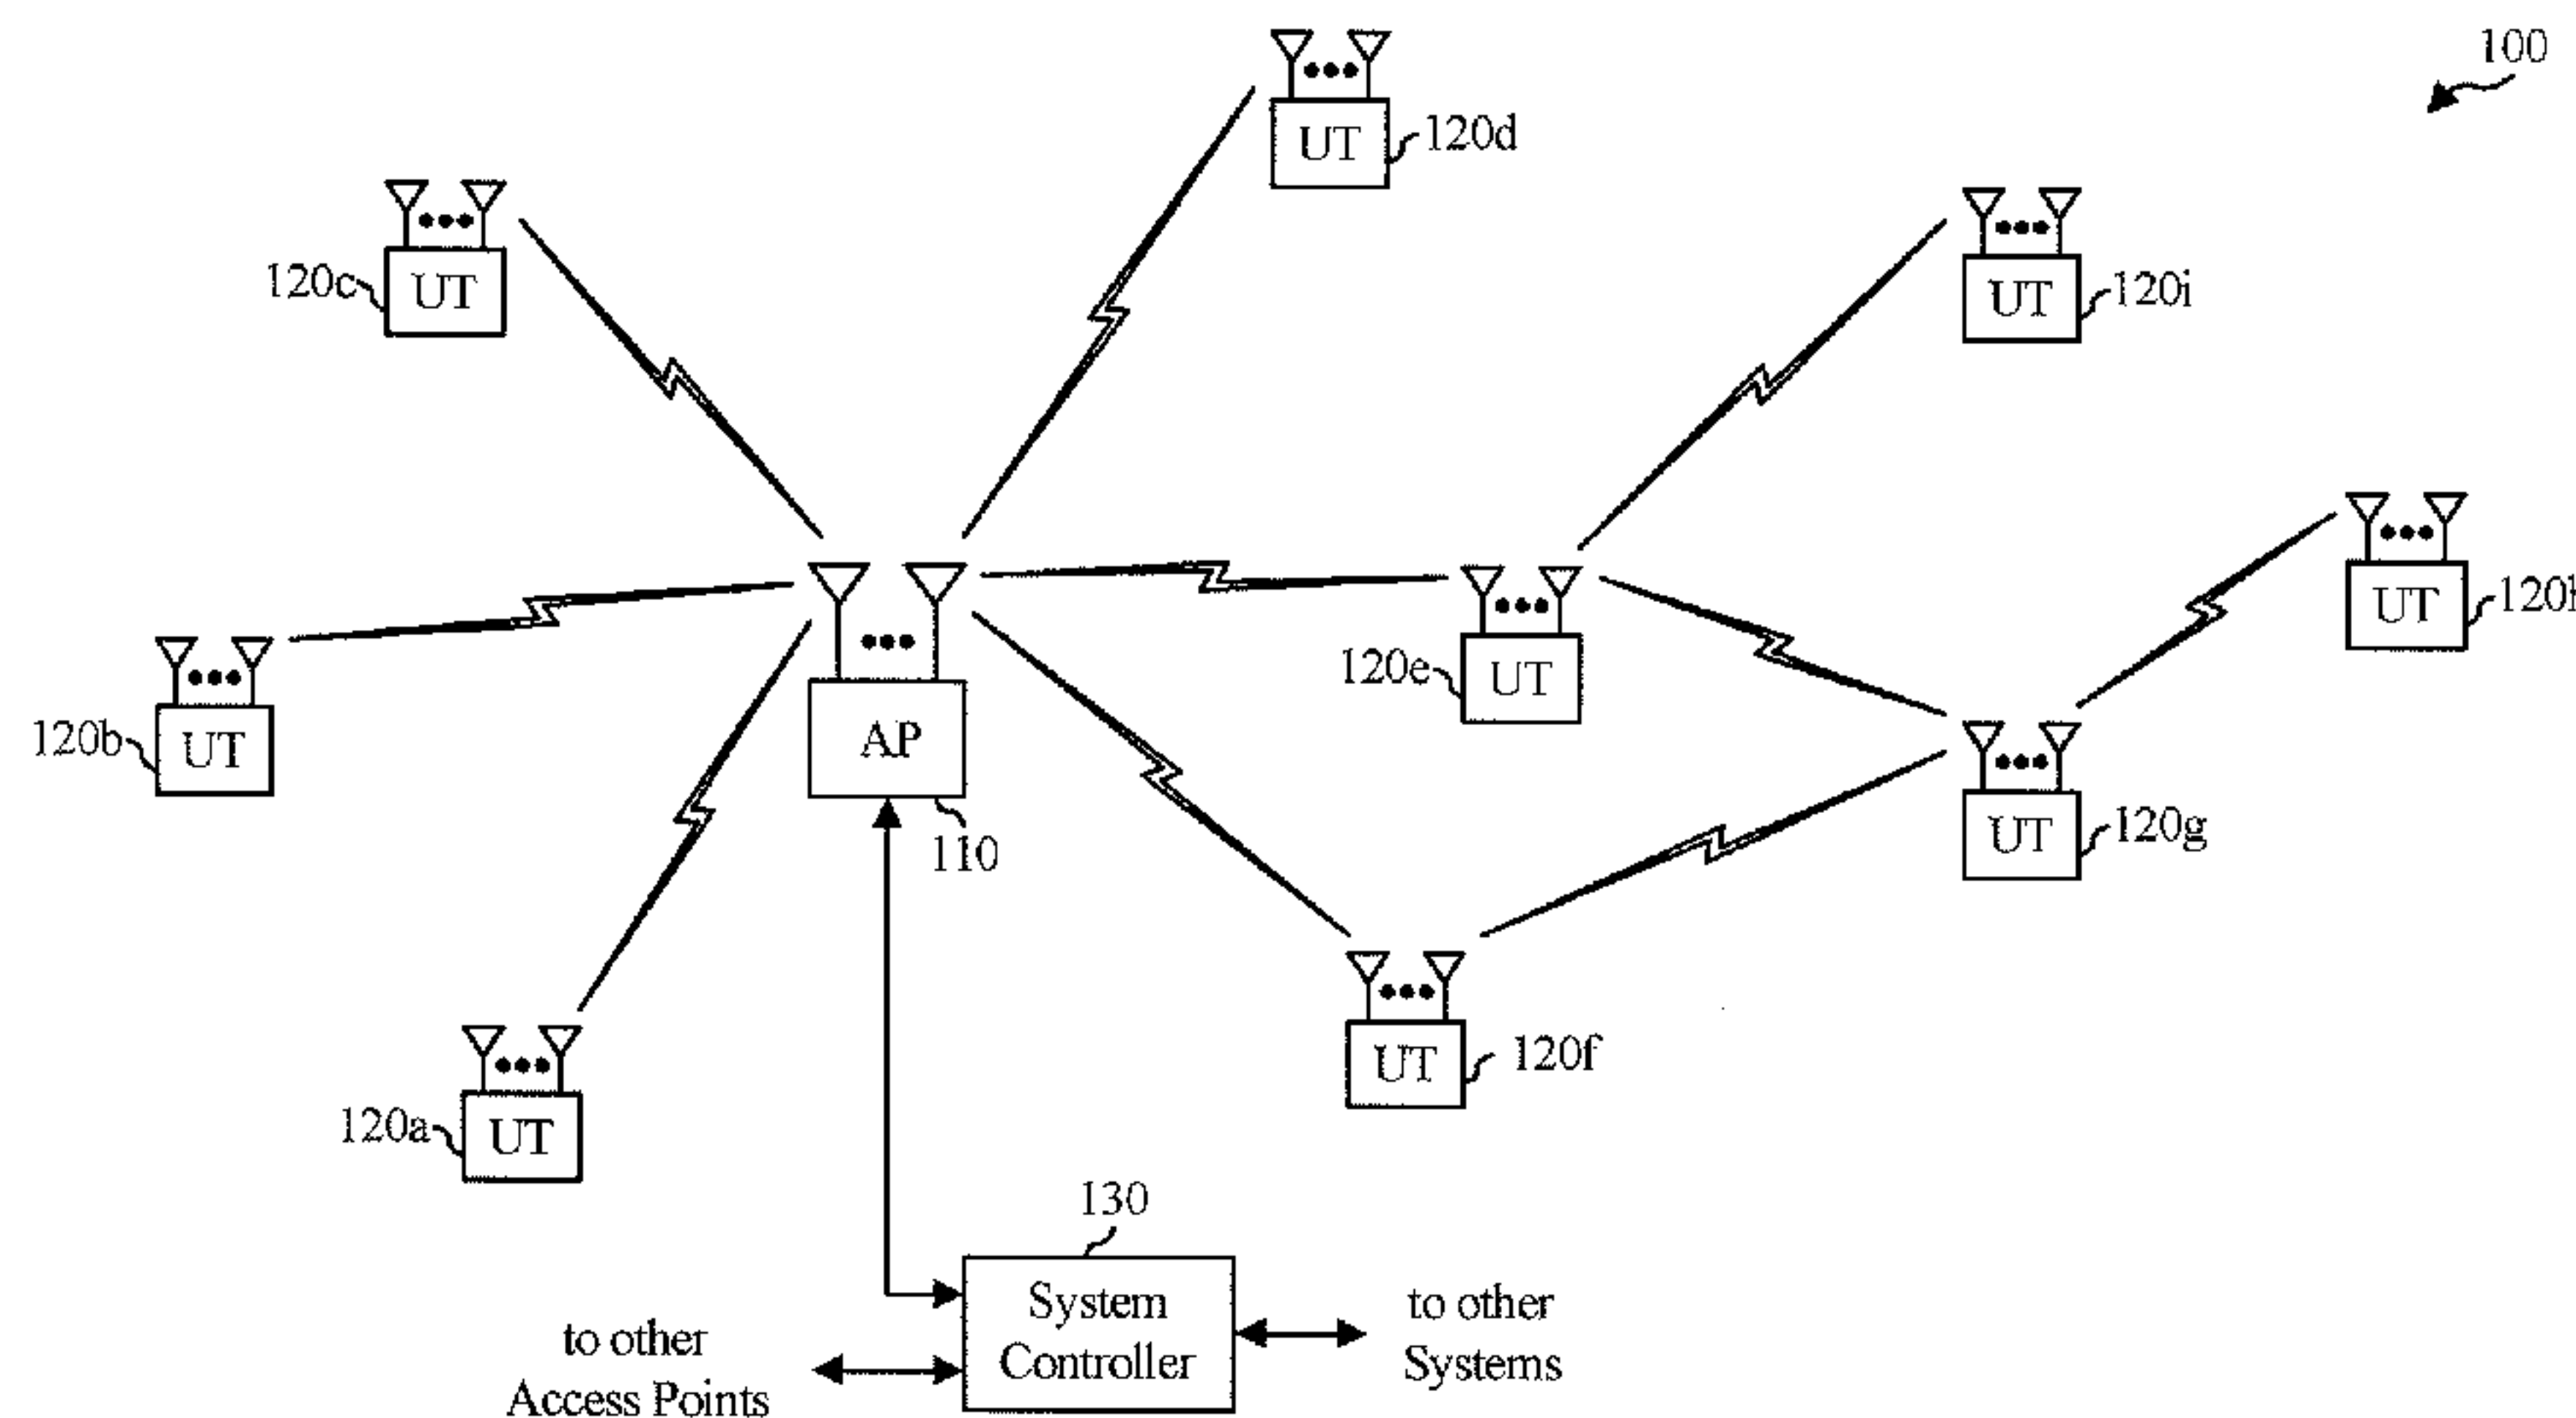 100
UT
120d
120c
UT
UT
120i
120b
UT
AP
110
120e
UT
UT
UT
120g
120a
UT
UT
120f
130
System
Controller
to other
Access Points
to other
Systems